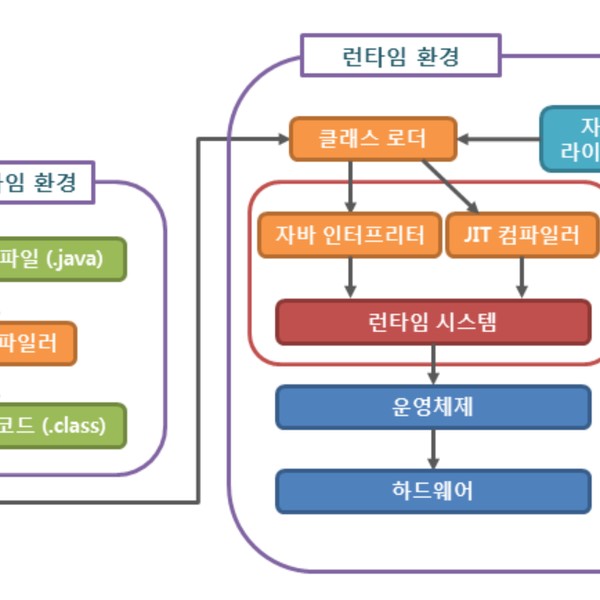 런타임 환경
클래스 로더
자
라이
타임 환경
파일 (.java)
자바 인터프리터
JIT 컴파일러
파일러
런타임 시스템
코드 (.class)
운영체제
하드웨어